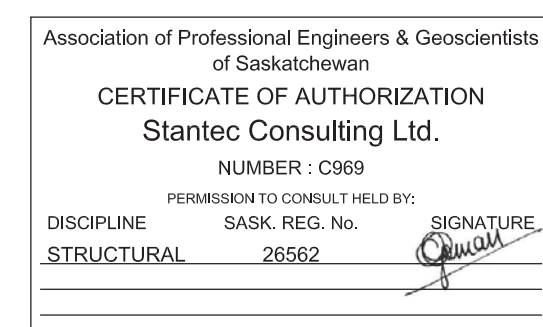 Association of Professional Engineers & Geoscientists
of Saskatchewan
CERTIFICATE OF AUTHORIZATION
Stantec Consulting Ltd.
NUMBER : C969
PERMISSION TO CONSULT HELD BY:
DISCIPLINE SASK. REG. No. SIGNATURE
STRUCTURAL 26562